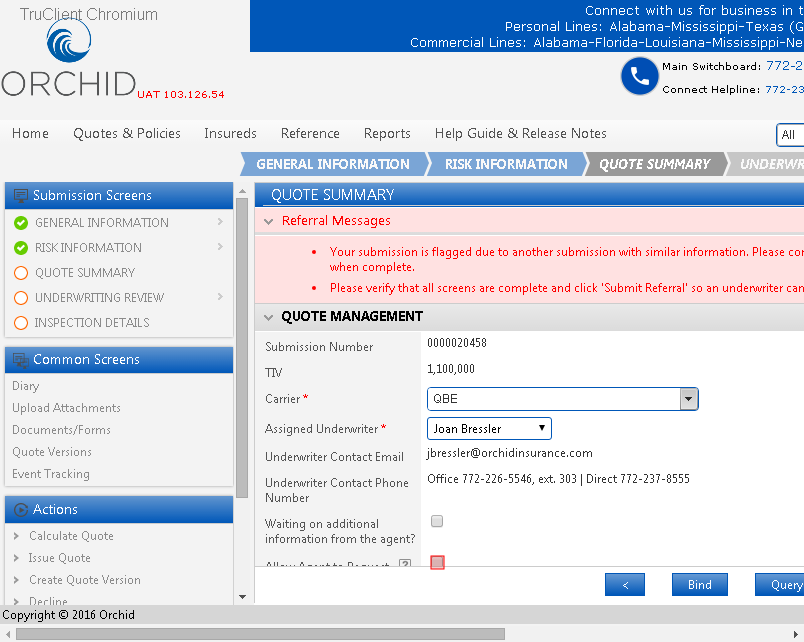 TruClient Chromium
ORCHID
UAT 103.126.54
Connect with us for business in t
Personal Lines: Alabama-Mississippi-Texas (G
Commercial Lines: Alabama-Florida-Louisiana-Mississippi-Ne
Main Switchboard: 772-2
Connect Helpline: 772-23
Home Quotes & Policies Insureds Reference Reports Help Guide & Release Notes
All
GENERAL INFORMATION RISK INFORMATION QUOTE SUMMARY UNDERWR
Submission Screens
GENERAL INFORMATION
RISK INFORMATION
QUOTE SUMMARY
UNDERWRITING REVIEW
INSPECTION DETAILS
Common Screens
Diary
Upload Attachments
Documents/Forms
Quote Versions
Event Tracking
Actions
Calculate Quote
Issue Quote
Create Quote Version
Decline
QUOTE SUMMARY
Referral Messages
• Your submission is flagged due to another submission with similar information. Please con
when complete.
• Please verify that all screens are complete and click 'Submit Referral' so an underwriter can
QUOTE MANAGEMENT
Submission Number 0000020458
TIV 1,100,000
Carrier * QBE
Assigned Underwriter * Joan Bressler
Underwriter Contact Email jbressler@orchidinsurance.com
Underwriter Contact Phone
Number
Office 772-226-5546, ext. 303 | Direct 772-237-8555
Waiting on additional
information from the agent?
Allow Agent to Request ?
< Bind Query
Copyright © 2016 Orchid